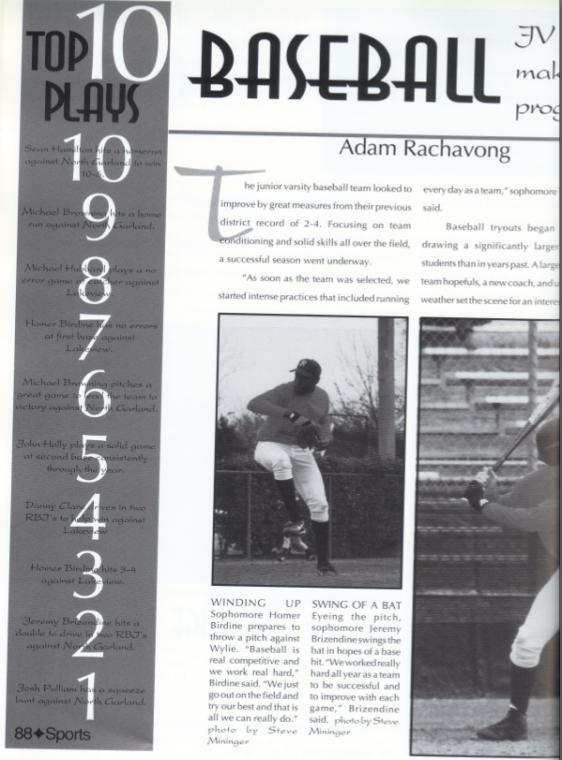 TOP 10
PLAYS
10
Sean Hamilton hits a homerun
against North Garland to win
10-6.
9
Michael Browning hits a home
run against North Garland.
8
Michael Hubbard plays a no
error game at catcher against
Lakeview.
7
Homer Birdine has no errors
at first base against
Lakeview.
6
Michael Browning pitches a
great game to lead the team to
victory against North Garland.
5
John Holly plays a solid game
at second base consistently
through the year.
4
Danny Clary drives in two
RBI's to help win against
Lakeview
3
Homer Birdine hits 3-4
against Lakeview.
2
Jeremy Brizendine hits a
double to drive in two RBI's
against North Garland.
1
Josh Pulliam has a squeeze
bunt against North Garland.
88 Sports
BASEBALL
JV
mak
prog
Adam Rachavong
The junior varsity baseball team looked to
improve by great measures from their previous
district record of 2-4. Focusing on team
conditioning and solid skills all over the field,
a successful season went underway.
"As soon as the team was selected, we
started intense practices that included running
every day as a team," sophomore
said.
Baseball tryouts began
drawing a significantly larger
students than in years past. A large
team hopefuls, a new coach, and u
weather set the scene for an interes
WINDING UP
Sophomore Homer
Birdine prepares to
throw a pitch against
Wylie. "Baseball is
real competitive and
we work real hard,"
Birdine said. "We just
go out on the field and
try our best and that is
all we can really do."
photo by Steve
Mininger
SWING OF A BAT
Eyeing the pitch,
sophomore Jeremy
Brizendine swings the
bat in hopes of a base
hit. "We worked really
hard all year as a team
to be successful and
to improve with each
game," Brizendine
said. photo by Steve
Mininger